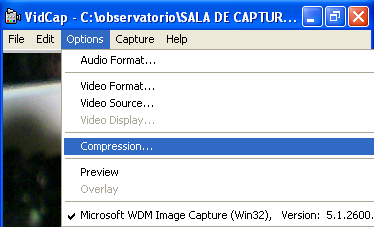 VidCap - C:\observatorio\SALA DE CAPTUR...
File Edit Options Capture Help
Audio Format...
Video Format...
Video Source...
Video Display...
Compression...
Preview
Overlay
Microsoft WDM Image Capture (Win32), Version: 5.1.2600.